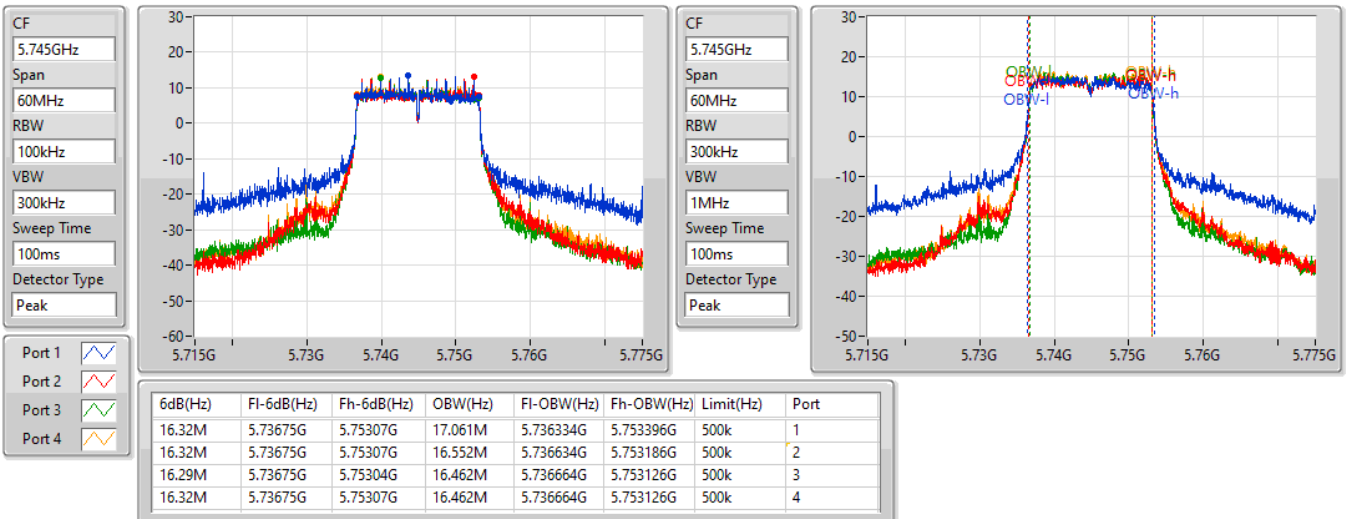 CF
5.745GHz
Span
60MHz
RBW
100kHz
VBW
300kHz
Sweep Time
100ms
Detector Type
Peak
Port 1
Port 2
Port 3
Port 4
30
20
10
0
-10
-20
-30
-40
-50
-60
5.715G 5.73G 5.74G 5.75G 5.76G 5.775G
CF
5.745GHz
Span
60MHz
RBW
300kHz
VBW
1MHz
Sweep Time
100ms
Detector Type
Peak
30
20
10
0
-10
-20
-30
-40
-50
OBW-l OBW-h
OBW-l OBW-h
5.715G 5.73G 5.74G 5.75G 5.76G 5.775G
6dB(Hz) Fl-6dB(Hz) Fh-6dB(Hz) OBW(Hz) Fl-OBW(Hz) Fh-OBW(Hz) Limit(Hz) Port
16.32M 5.73675G 5.75307G 17.061M 5.736334G 5.753396G 500k 1
16.32M 5.73675G 5.75307G 16.552M 5.736634G 5.753186G 500k 2
16.29M 5.73675G 5.75304G 16.462M 5.736664G 5.753126G 500k 3
16.32M 5.73675G 5.75307G 16.462M 5.736664G 5.753126G 500k 4